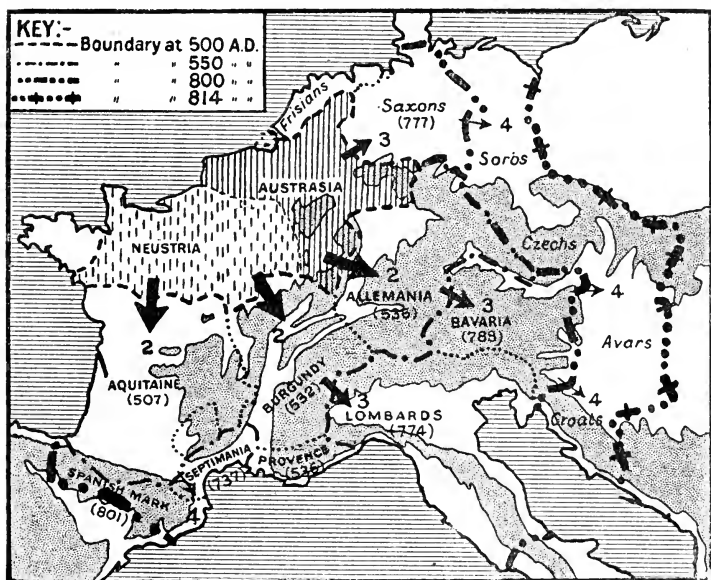 KEY:-
Boundary at 500 A.D.
" " 550 " "
" " 800 " "
" " 814 " "
Frisians
Saxons
(777)
3
4
Sorbs
AUSTRASIA
NEUSTRIA
Czechs
2
ALLEMANIA
(536)
3
BAVARIA
(788)
4
Avars
2
2
AQUITAINE
(507)
BURGUNDY
(532)
3
LOMBARDS
(774)
4
Croats
SEPTIMANIA
(737)
PROVENCE
(536)
SPANISH MARK
(801)
4